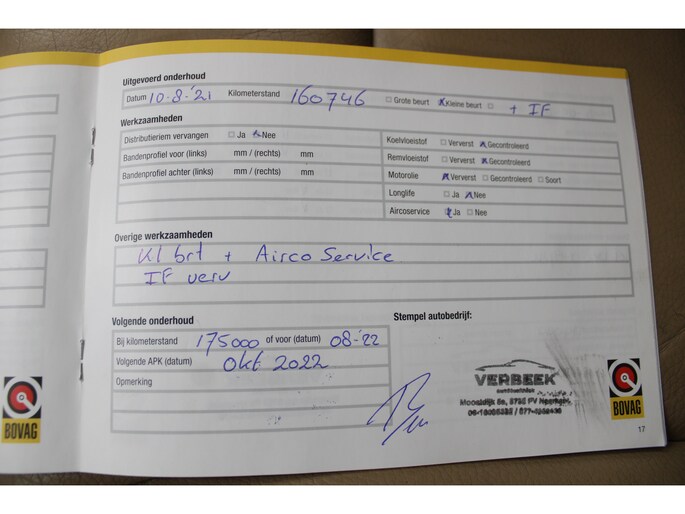 Uitgevoerd onderhoud
Datum 10-8-'21 Kilometerstand 160746 Grote beurt Kleine beurt + IF
Werkzaamheden
Distributieriem vervangen Ja Nee
Bandenprofiel voor (links) mm / (rechts) mm
Bandenprofiel achter (links) mm / (rechts) mm
Koelvloeistof Ververst Gecontroleerd
Remvloeistof Ververst Gecontroleerd
Motorolie Ververst Gecontroleerd Soort
Longlife Ja Nee
Aircoservice Ja Nee
Overige werkzaamheden
Kl brt + Airco Service
IF verv
Volgende onderhoud
Bij kilometerstand 175000 of voor (datum) 08-'22
Volgende APK (datum) Okt 2022
Opmerking
Stempel autobedrijf:
VERBEEK
BOVAG
BOVAG
17